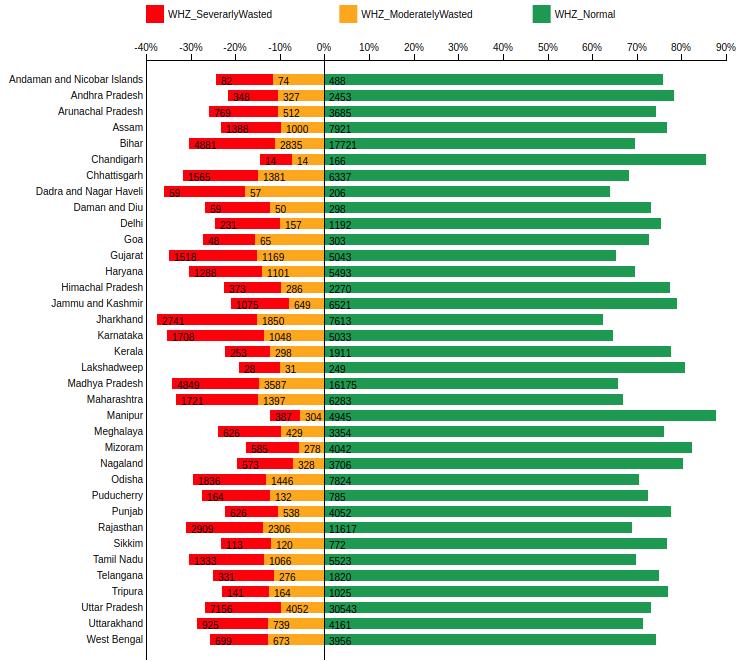 WHZ_SeverarlyWasted WHZ_ModeratelyWasted WHZ_Normal
-40% -30% -20% -10% 0% 10% 20% 30% 40% 50% 60% 70% 80% 90%
Andaman and Nicobar Islands 82 74 488
Andhra Pradesh 348 327 2453
Arunachal Pradesh 769 512 3685
Assam 1388 1000 7921
Bihar 4881 2835 17721
Chandigarh 14 14 166
Chhattisgarh 1565 1381 6337
Dadra and Nagar Haveli 59 57 206
Daman and Diu 59 50 298
Delhi 231 157 1192
Goa 48 65 303
Gujarat 1518 1169 5043
Haryana 1288 1101 5493
Himachal Pradesh 373 286 2270
Jammu and Kashmir 1075 649 6521
Jharkhand 2741 1850 7613
Karnataka 1708 1048 5033
Kerala 253 298 1911
Lakshadweep 28 31 249
Madhya Pradesh 4849 3587 16175
Maharashtra 1721 1397 6283
Manipur 387 304 4945
Meghalaya 626 429 3354
Mizoram 585 278 4042
Nagaland 573 328 3706
Odisha 1836 1446 7824
Puducherry 164 132 785
Punjab 626 538 4052
Rajasthan 2909 2306 11617
Sikkim 113 120 772
Tamil Nadu 1333 1066 5523
Telangana 331 276 1820
Tripura 141 164 1025
Uttar Pradesh 7156 4052 30543
Uttarakhand 925 739 4161
West Bengal 699 673 3956